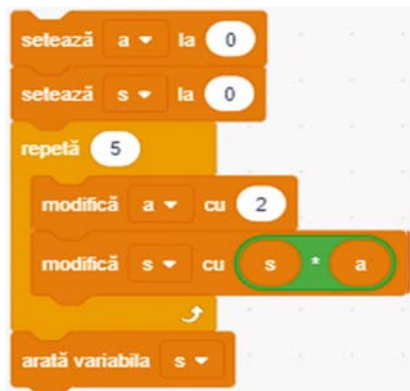 setează a la 0
setează s la 0
repetă 5
modifică a cu 2
modifică s cu s * a
arată variabila s